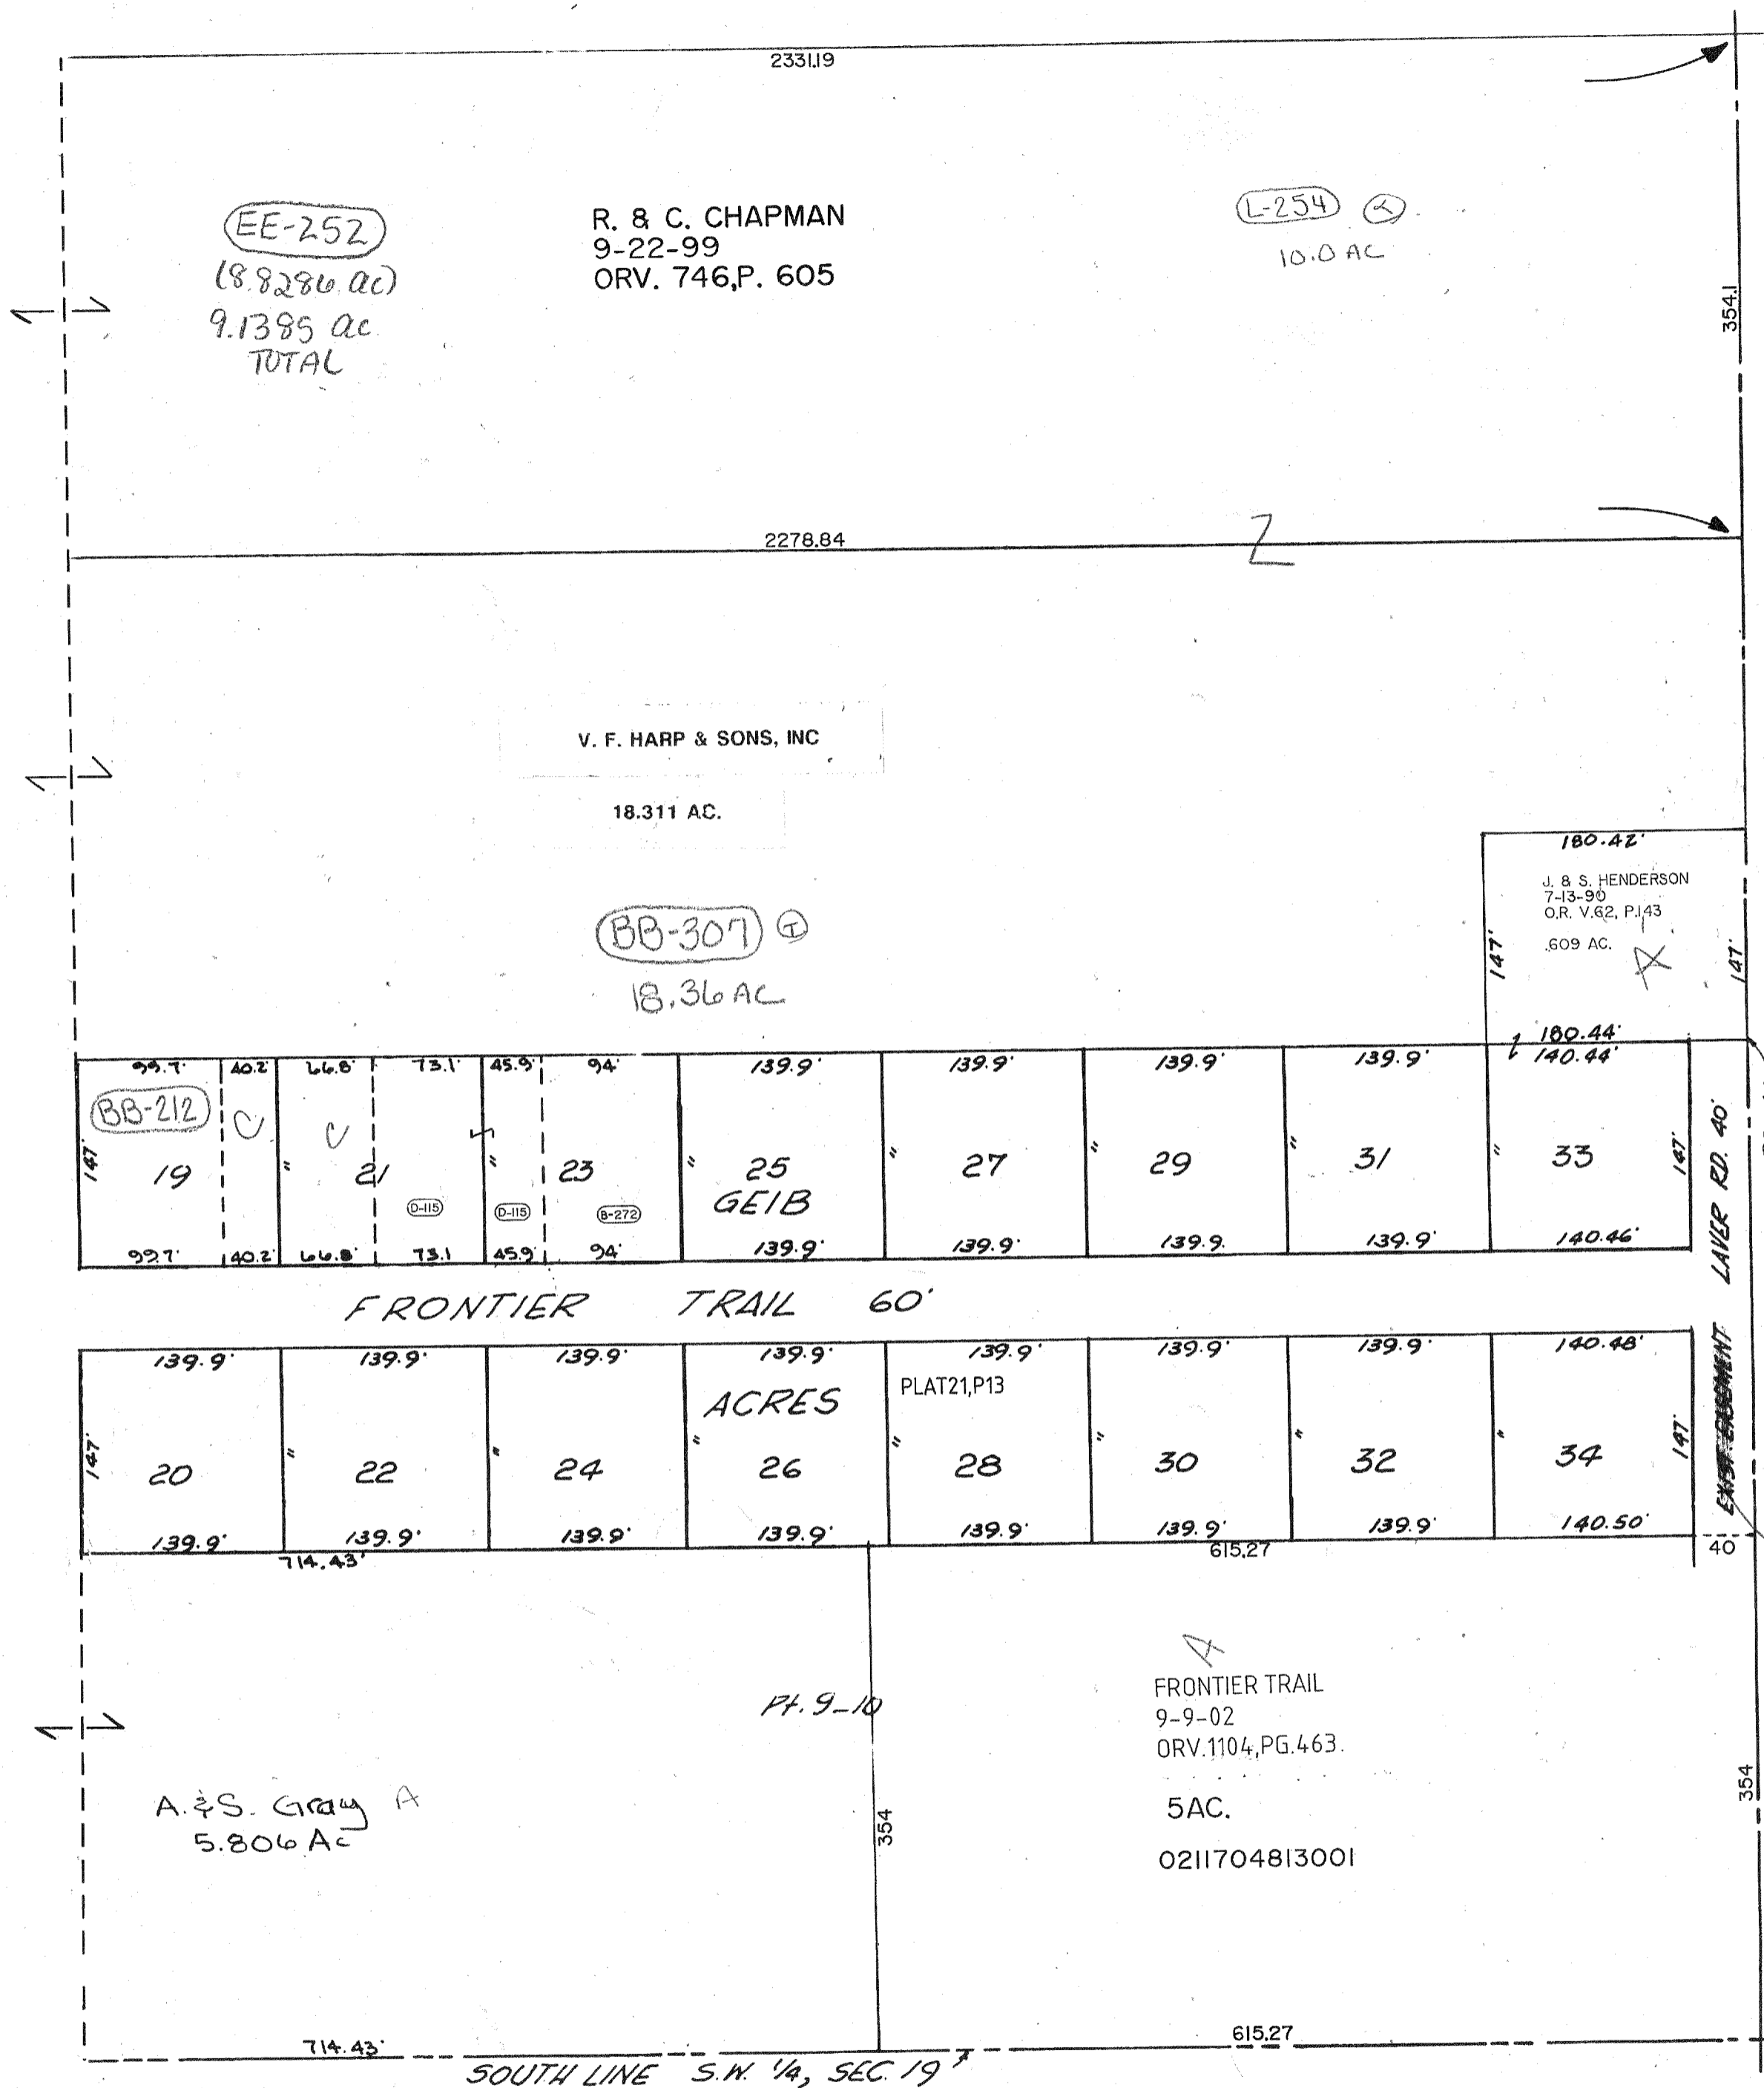 2331.19
EE-252
(8.8286 ac)
9.1385 ac
TOTAL
R. & C. CHAPMAN
9-22-99
ORV. 746,P. 605
L-254
10.0 AC
354.1
2278.84
V. F. HARP & SONS, INC
18.311 AC.
BB-307 I
18.36 AC
180.42'
J. & S. HENDERSON
7-13-90
O.R. V.62, P.143
.609 AC.
A
147'
147'
180.44'
99.7' 40.2' 66.8' 73.1' 45.9' 94' 139.9' 139.9' 139.9' 139.9' 140.44'
BB-212
C
C
147' 19 " 21 " 23 " 25 " 27 " 29 " 31 " 33 147'
D-115 D-115 B-272
GEIB
99.7' 40.2' 66.8' 73.1 45.9' 94' 139.9' 139.9' 139.9. 139.9' 140.46'
LAVER RD. 40'
FRONTIER TRAIL 60'
139.9' 139.9' 139.9' 139.9' 139.9' 139.9' 139.9' 140.48'
ACRES
PLAT21,P13
147' 20 " 22 " 24 " 26 " 28 " 30 " 32 " 34 147'
139.9' 139.9' 139.9' 139.9' 139.9' 139.9' 139.9' 140.50'
714.43'
615.27
40
A
FRONTIER TRAIL
9-9-02
ORV.1104,PG.463.
5AC.
0211704813001
Pt. 9-10
A. & S. Gray A
5.806 Ac
354
354
714.43'
615.27
SOUTH LINE S.W. 1/4, SEC. 19